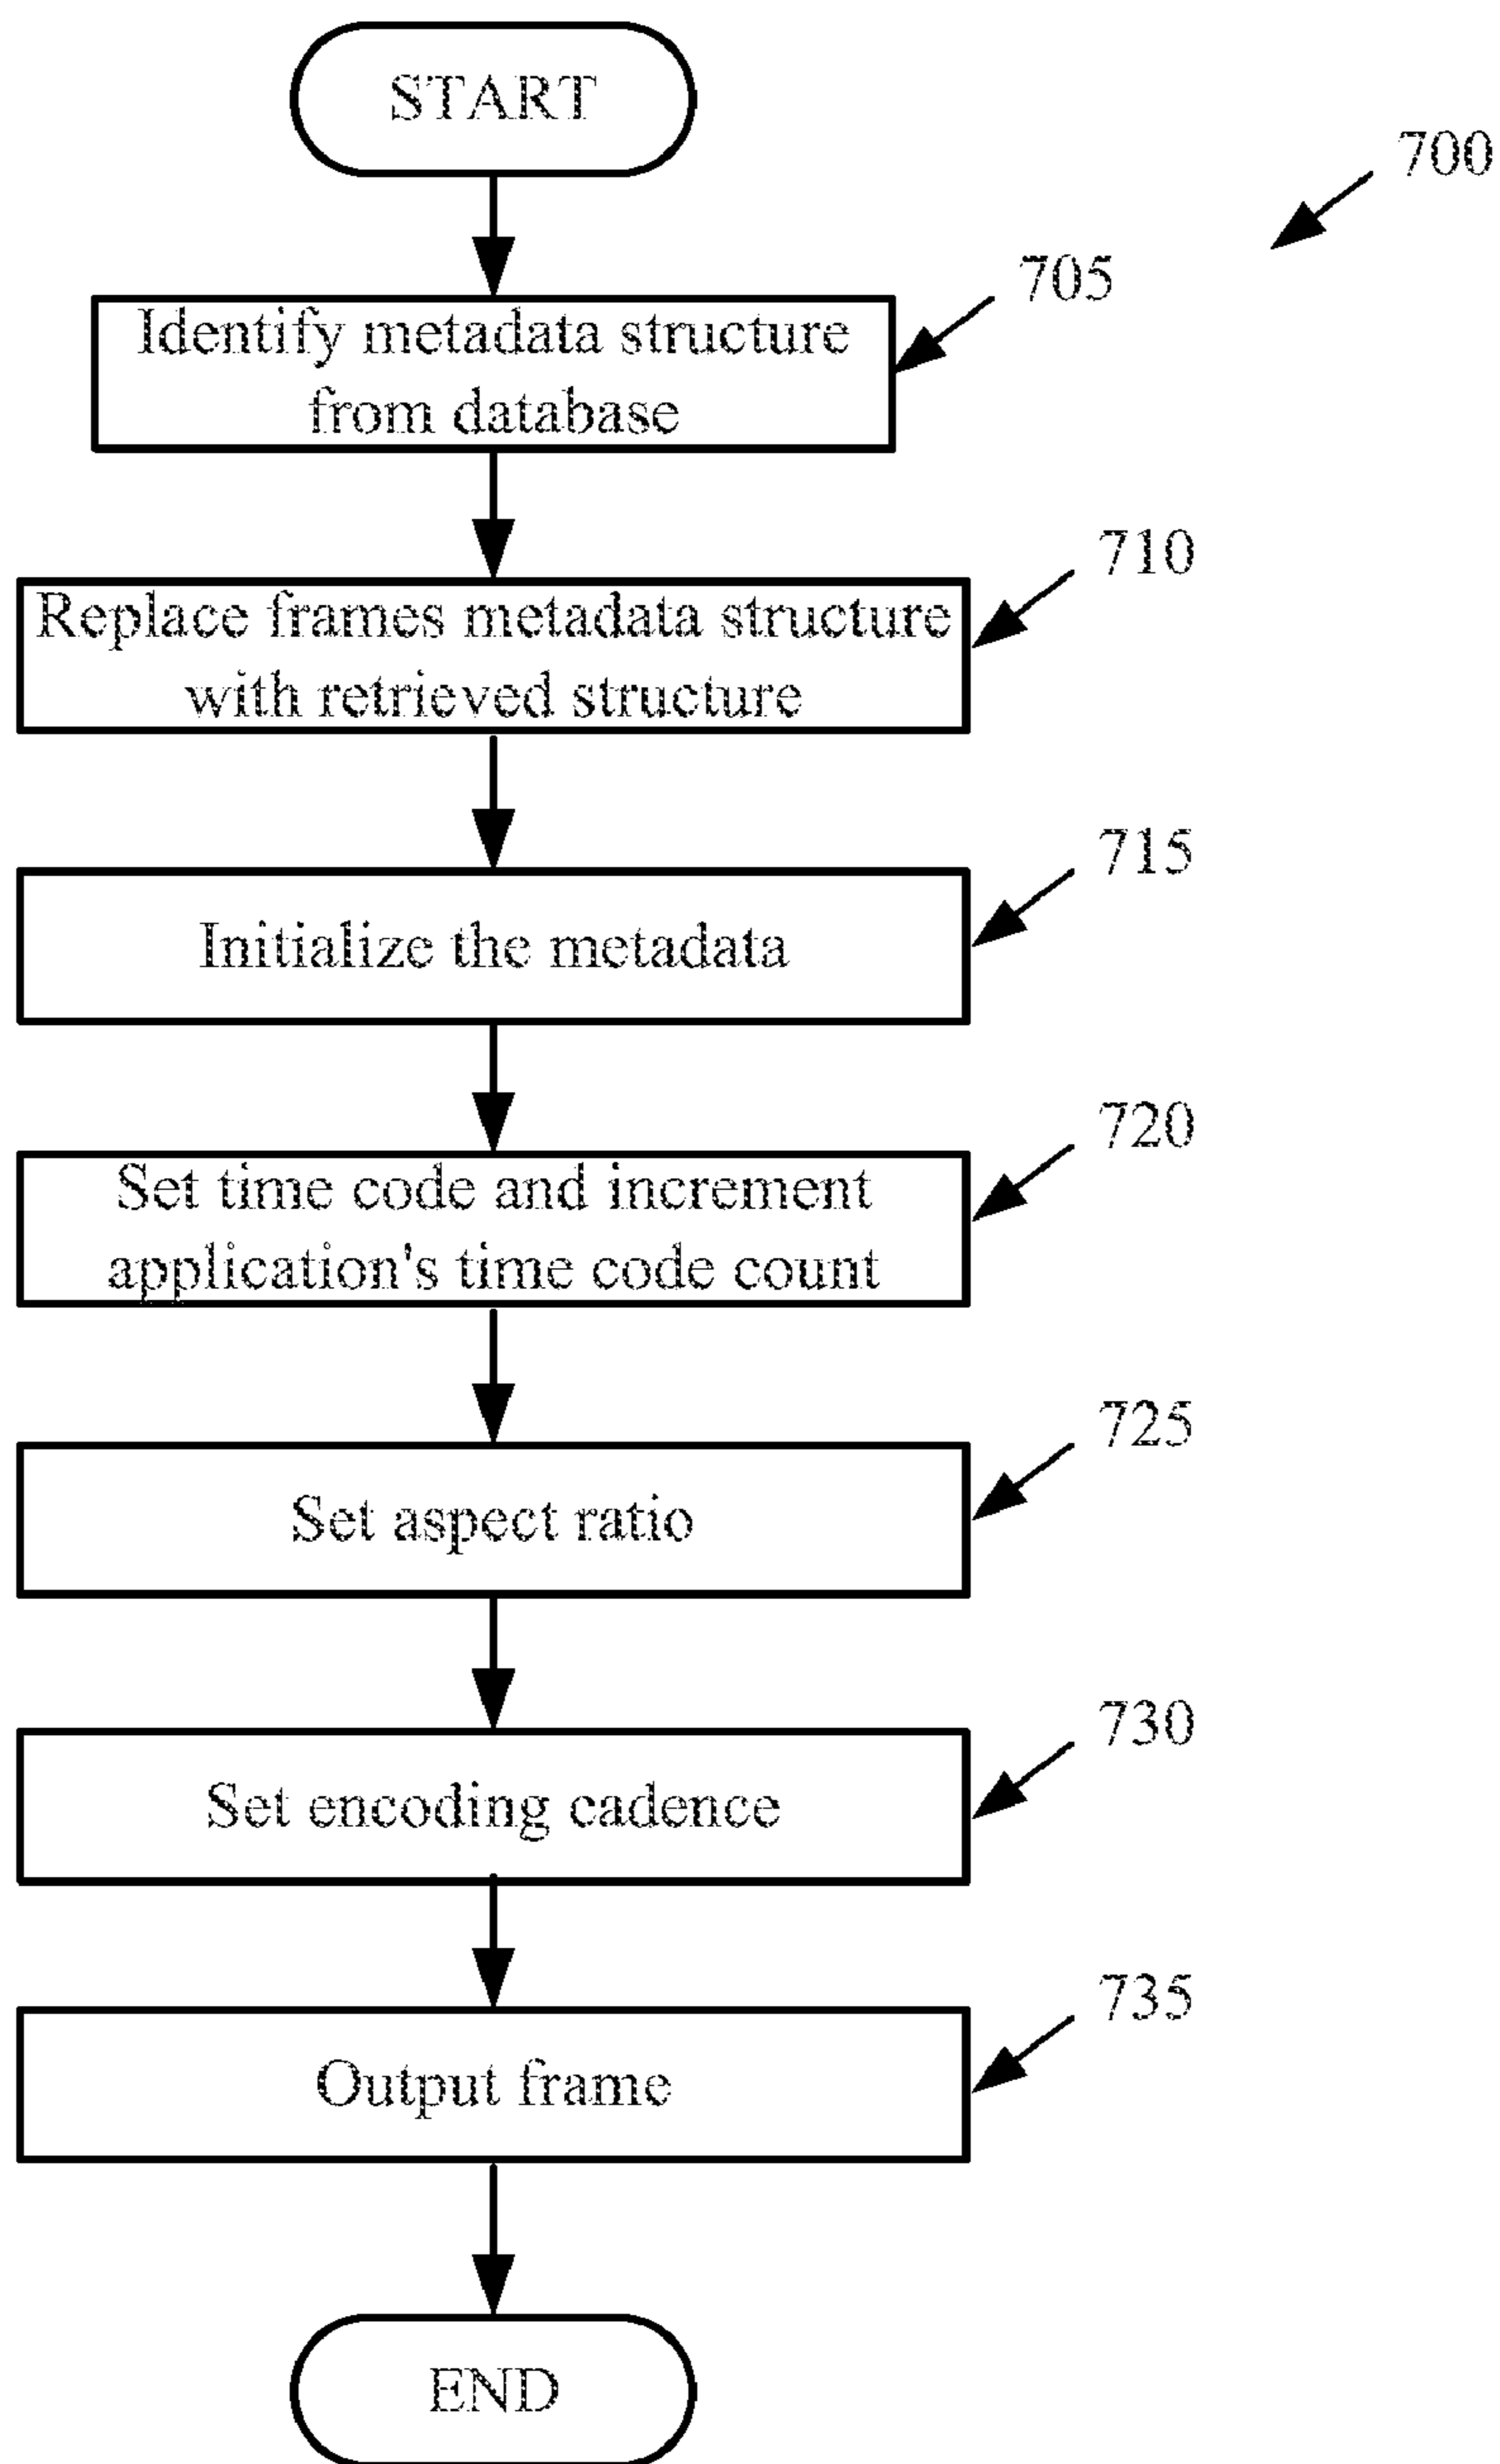 START
700
705
Identify metadata structure
from database
710
Replace frames metadata structure
with retrieved structure
715
Initialize the metadata
720
Set time code and increment
application's time code count
725
Set aspect ratio
730
Set encoding cadence
735
Output frame
END